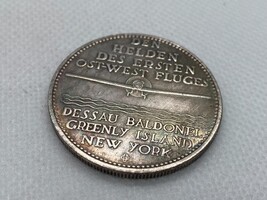 DEN
HELDEN
DES ERSTEN
OST-WEST FLUGES
DESSAU BALDONEL
GREENLY ISLAND
NEW YORK